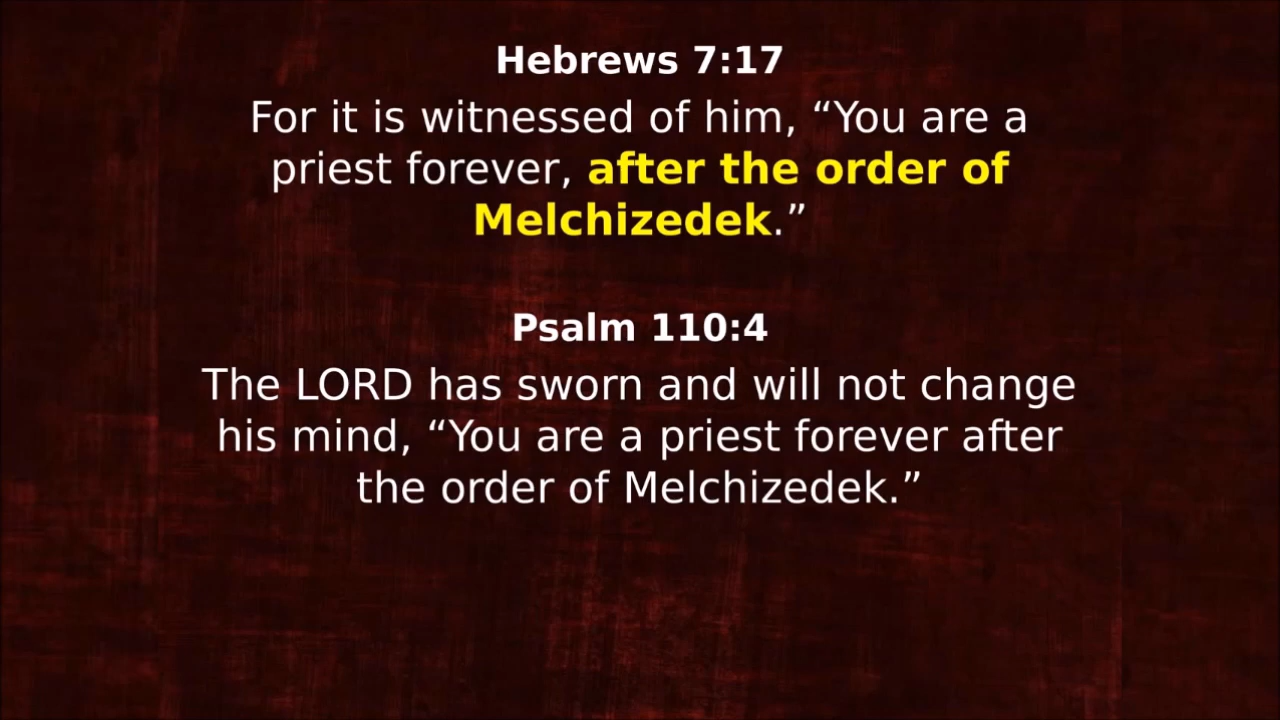 Hebrews 7:17
For it is witnessed of him, “You are a
priest forever, after the order of
Melchizedek.”
Psalm 110:4
The LORD has sworn and will not change
his mind, “You are a priest forever after
the order of Melchizedek.”